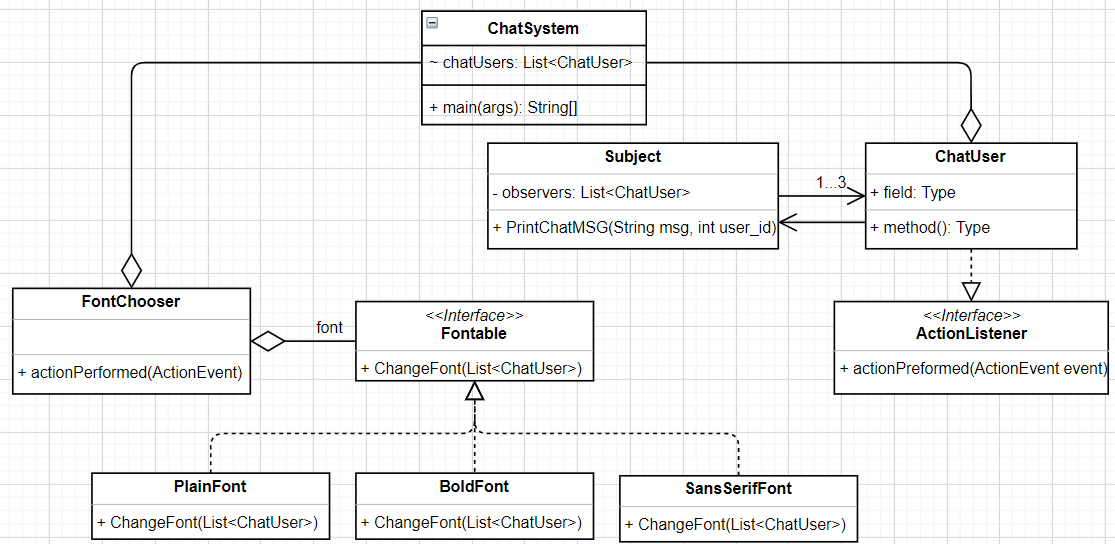 ChatSystem
~ chatUsers: List<ChatUser>
+ main(args): String[]
Subject
- observers: List<ChatUser>
+ PrintChatMSG(String msg, int user_id)
1...3
ChatUser
+ field: Type
+ method(): Type
FontChooser
+ actionPerformed(ActionEvent)
font
<<Interface>>
Fontable
+ ChangeFont(List<ChatUser>)
<<Interface>>
ActionListener
+ actionPreformed(ActionEvent event)
PlainFont
+ ChangeFont(List<ChatUser>)
BoldFont
+ ChangeFont(List<ChatUser>)
SansSerifFont
+ ChangeFont(List<ChatUser>)